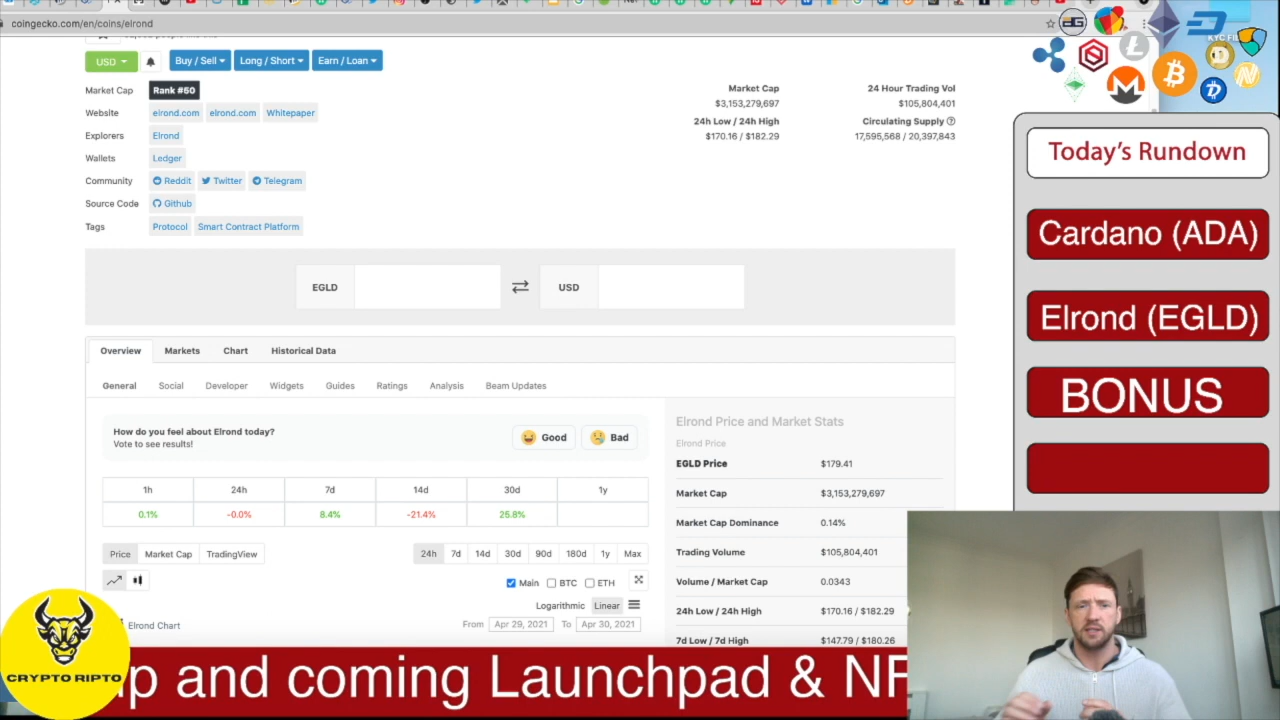 coingecko.com/en/coins/elrond
USD
Buy / Sell
Long / Short
Earn / Loan
Market Cap
Rank #60
Website
elrond.com
elrond.com
Whitepaper
Explorers
Elrond
Wallets
Ledger
Community
Reddit
Twitter
Telegram
Source Code
Github
Tags
Protocol
Smart Contract Platform
Market Cap
$3,153,279,697
24 Hour Trading Vol
$105,804,401
24h Low / 24h High
$170.16 / $182.29
Circulating Supply
17,595,568 / 20,397,843
EGLD
USD
Overview
Markets
Chart
Historical Data
General
Social
Developer
Widgets
Guides
Ratings
Analysis
Beam Updates
How do you feel about Elrond today?
Vote to see results!
Good
Bad
1h 24h 7d 14d 30d 1y
0.1% -0.0% 8.4% -21.4% 25.8%
Price
Market Cap
TradingView
24h 7d 14d 30d 90d 180d 1y Max
Main
BTC
ETH
Logarithmic
Linear
Elrond Chart
From Apr 29, 2021 To Apr 30, 2021
Elrond Price and Market Stats
Elrond Price
EGLD Price $179.41
Market Cap $3,153,279,697
Market Cap Dominance 0.14%
Trading Volume $105,804,401
Volume / Market Cap 0.0343
24h Low / 24h High $170.16 / $182.29
7d Low / 7d High $147.79 / $180.26
Today's Rundown
Cardano (ADA)
Elrond (EGLD)
BONUS
CRYPTO RIPTO
p and coming Launchpad & NF